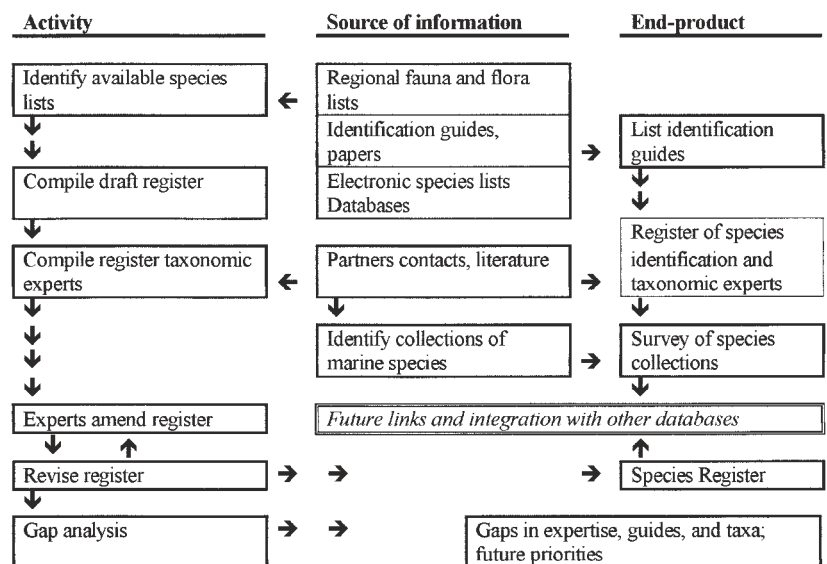 Activity
Source of information
End-product
Identify available species
lists
Regional fauna and flora
lists
Identification guides,
papers
List identification
guides
Compile draft register
Electronic species lists
Databases
Register of species
identification and
taxonomic experts
Compile register taxonomic
experts
Partners contacts, literature
Identify collections of
marine species
Survey of species
collections
Experts amend register
Future links and integration with other databases
Revise register
Species Register
Gap analysis
Gaps in expertise, guides, and taxa;
future priorities